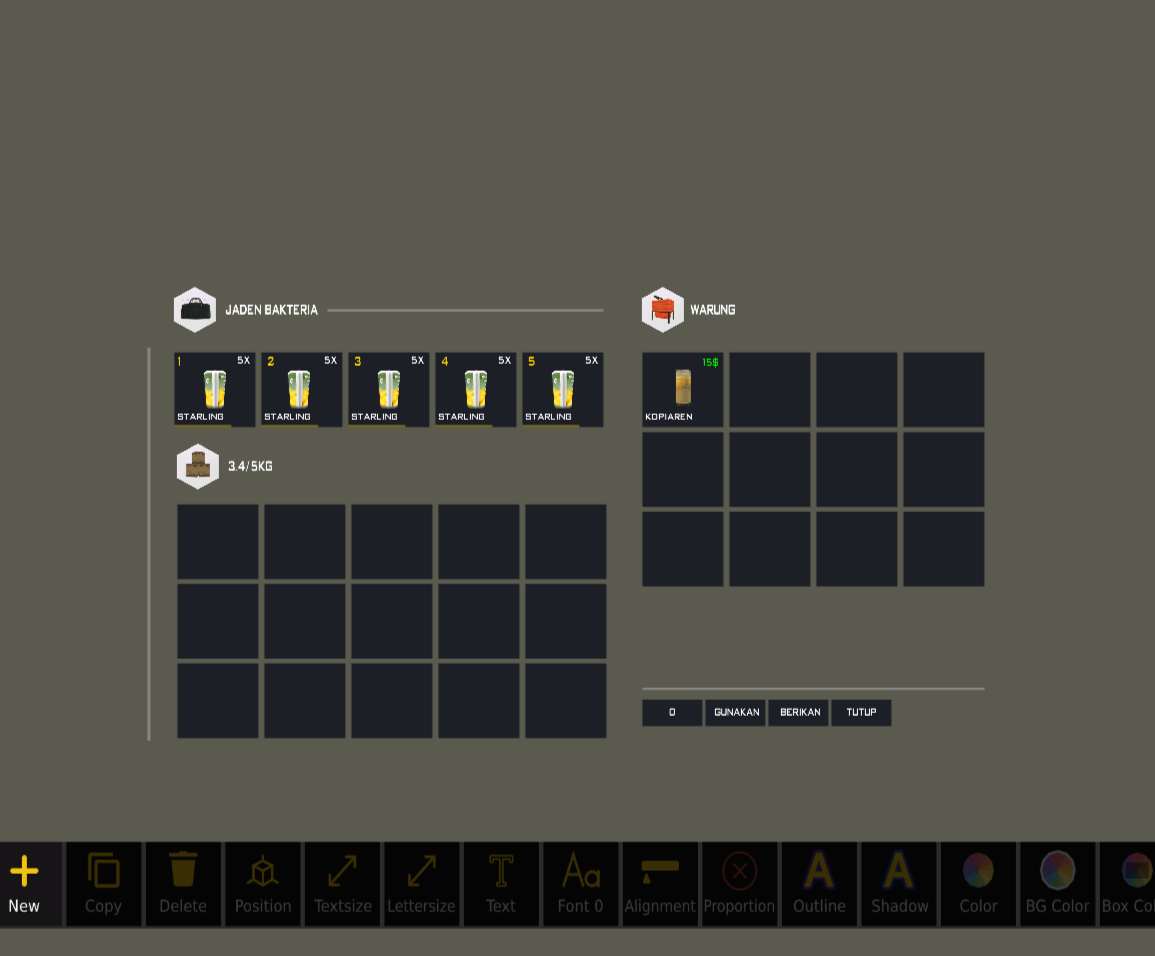 JADEN BAKTERIA
WARUNG
1 5X 2 5X 3 5X 4 5X 5 5X
15$
STARLING STARLING STARLING STARLING STARLING
KOPIAREN
3.4/5KG
0 GUNAKAN BERIKAN TUTUP
New Copy Delete Position Textsize Lettersize Text Font 0 Alignment Proportion Outline Shadow Color BG Color Box Co